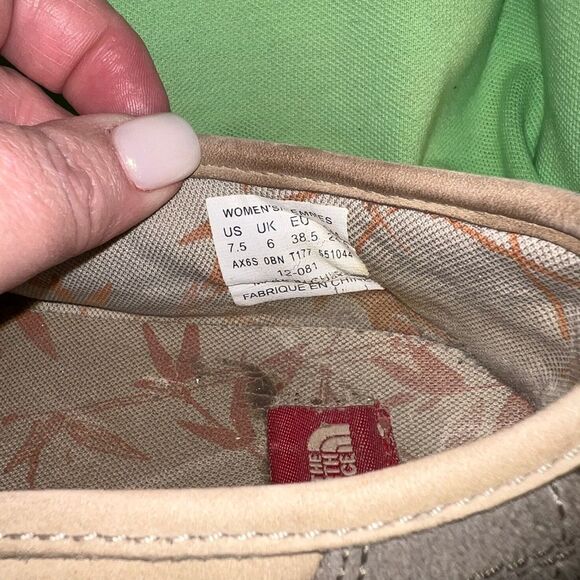 WOMEN'S/FEMMES
US UK EU
7.5 6 38.5
AX6S 0BN T177 551044
12-081
FABRIQUE EN CHINE
THE
NORTH
FACE